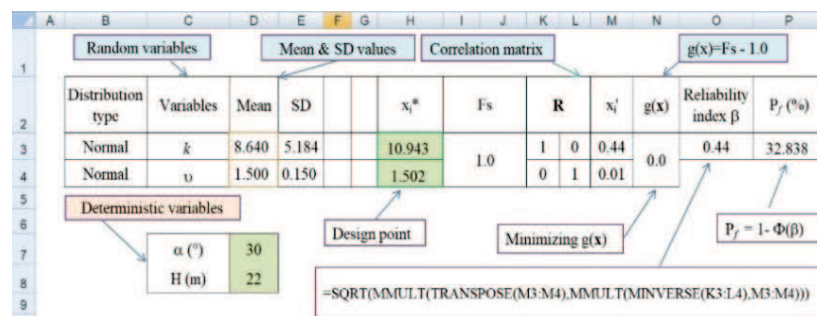 A B C D E F G H I J K L M N O P
Random variables Mean & SD values Correlation matrix g(x)=Fs - 1.0
1
Distribution type Variables Mean SD xᵢ* Fs R xᵢ′ g(x) Reliability index β P_f (%)
2
3 Normal k 8.640 5.184 10.943 1.0 1 0 0.44 0.0 0.44 32.838
4 Normal υ 1.500 0.150 1.502 0 1 0.01
5
Deterministic variables
6
Design point Minimizing g(x) P_f = 1- Φ(β)
7 α (°) 30
8 H (m) 22
=SQRT(MMULT(TRANSPOSE(M3:M4),MMULT(MINVERSE(K3:L4),M3:M4)))
9